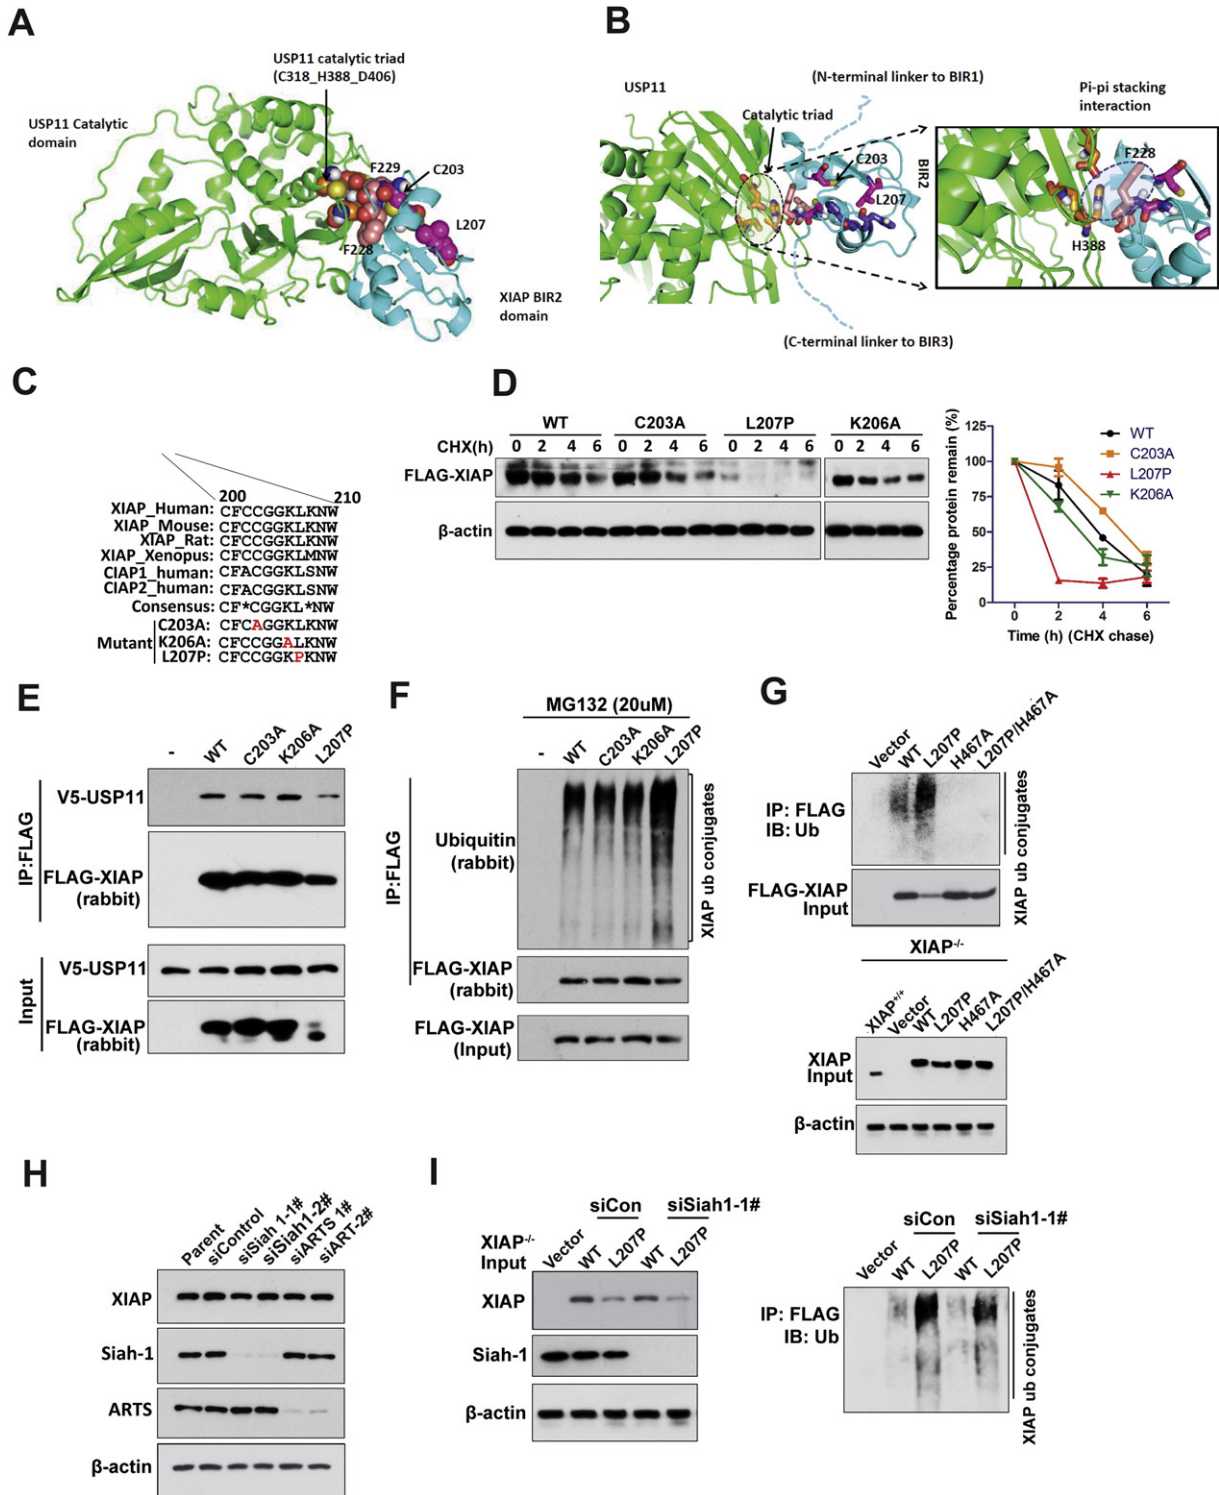 A
USP11 catalytic triad
(C318_H388_D406)
USP11 Catalytic
domain
F229
C203
L207
F228
XIAP BIR2
domain
B
USP11
(N-terminal linker to BIR1)
Catalytic triad
C203
BIR2
L207
(C-terminal linker to BIR3)
Pi-pi stacking
interaction
F228
H388
C
200 210
XIAP_Human: CFCCGGKLKNW
XIAP_Mouse: CFCCGGKLKNW
XIAP_Rat: CFCCGGKLKNW
XIAP_Xenopus: CFCCGGKLMNW
CIAP1_human: CFACGGKLSNW
CIAP2_human: CFACGGKLSNW
Consensus: CF*CGGKL*NW
Mutant
C203A: CFCAGGKLKNW
K206A: CFCCGGALKNW
L207P: CFCCGGKPKNW
D
WT C203A L207P K206A
CHX(h) 0 2 4 6 0 2 4 6 0 2 4 6 0 2 4 6
FLAG-XIAP
β-actin
Percentage protein remain (%)
125
100
75
50
25
0
0 2 4 6
Time (h) (CHX chase)
WT
C203A
L207P
K206A
E
- WT C203A K206A L207P
IP:FLAG
V5-USP11
FLAG-XIAP
(rabbit)
Input
V5-USP11
FLAG-XIAP
(rabbit)
F
MG132 (20uM)
- WT C203A K206A L207P
IP:FLAG
Ubiquitin
(rabbit)
XIAP ub conjugates
FLAG-XIAP
(rabbit)
FLAG-XIAP
(Input)
G
Vector WT L207P H467A L207P/H467A
IP: FLAG
IB: Ub
XIAP ub conjugates
FLAG-XIAP
Input
XIAP-/-
XIAP+/+ Vector WT L207P H467A L207P/H467A
XIAP
Input
β-actin
H
Parent siControl siSiah 1-1# siSiah1-2# siARTS 1# siART-2#
XIAP
Siah-1
ARTS
β-actin
I
siCon siSiah1-1#
XIAP-/-
Input
Vector WT L207P WT L207P
XIAP
Siah-1
β-actin
siCon siSiah1-1#
Vector WT L207P WT L207P
IP: FLAG
IB: Ub
XIAP ub conjugates